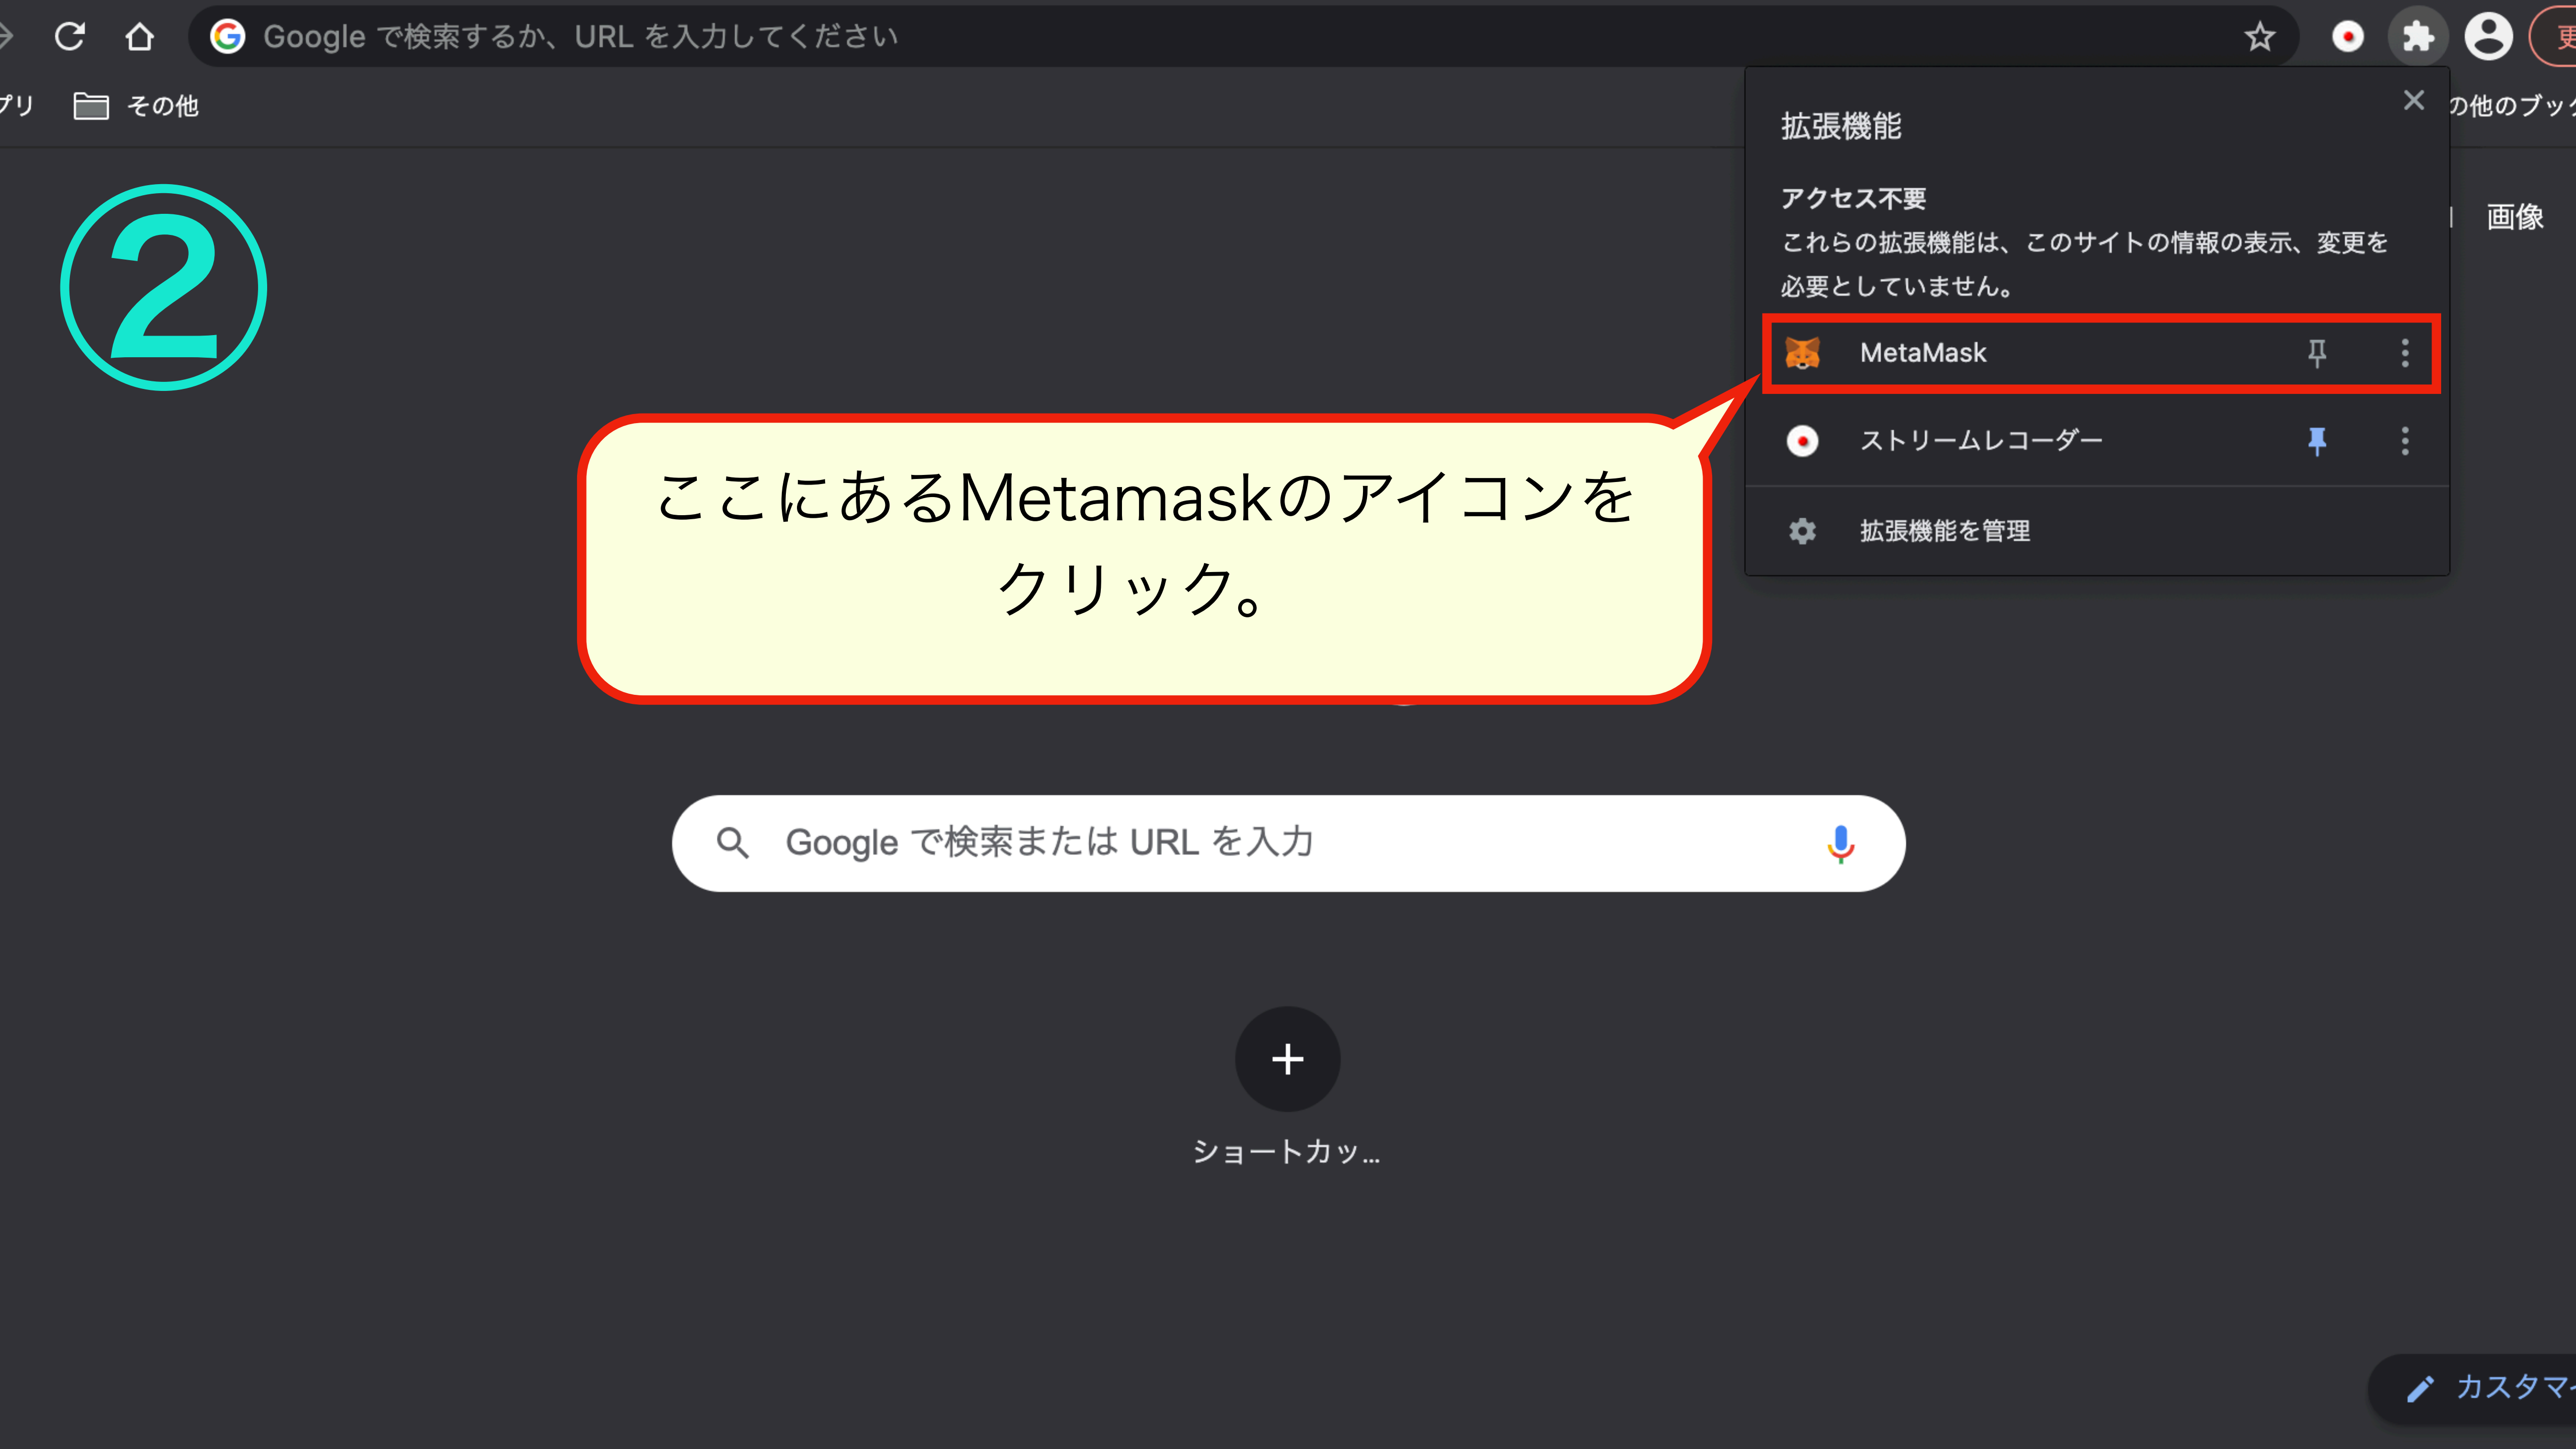 Google で検索するか、URL を入力してください
プリ
その他
の他のブック
②
拡張機能
アクセス不要
これらの拡張機能は、このサイトの情報の表示、変更を
必要としていません。
MetaMask
ストリームレコーダー
拡張機能を管理
画像
ここにあるMetamaskのアイコンを
クリック。
Google で検索または URL を入力
ショートカッ...
カスタマ